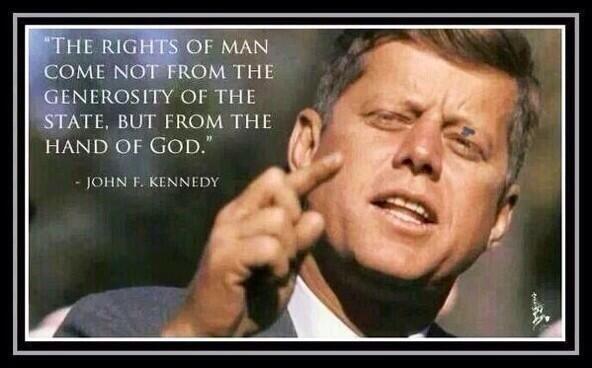 “THE RIGHTS OF MAN
COME NOT FROM THE
GENEROSITY OF THE
STATE, BUT FROM THE
HAND OF GOD.”
- JOHN F. KENNEDY